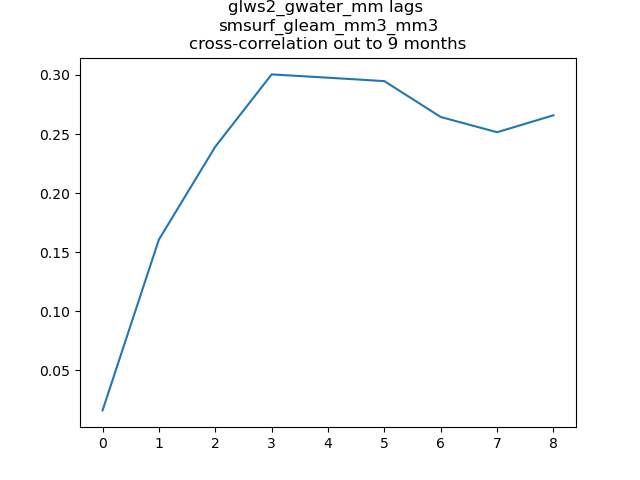 glws2_gwater_mm lags
smsurf_gleam_mm3_mm3
cross-correlation out to 9 months
0.30
0.25
0.20
0.15
0.10
0.05
0 1 2 3 4 5 6 7 8